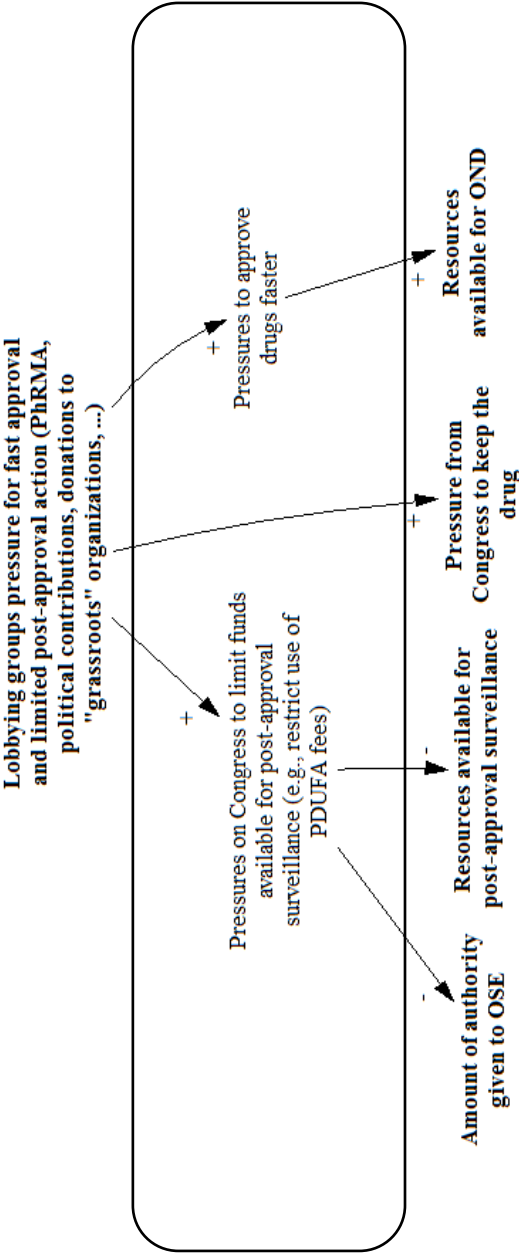 Lobbying groups pressure for fast approval
and limited post-approval action (PhRMA,
political contributions, donations to
"grassroots" organizations, ...)
+
+
Pressures on Congress to limit funds
available for post-approval
surveillance (e.g., restrict use of
PDUFA fees)
Pressures to approve
drugs faster
-
-
+
+
Amount of authority
given to OSE
Resources available for
post-approval surveillance
Pressure from
Congress to keep the
drug
Resources
available for OND